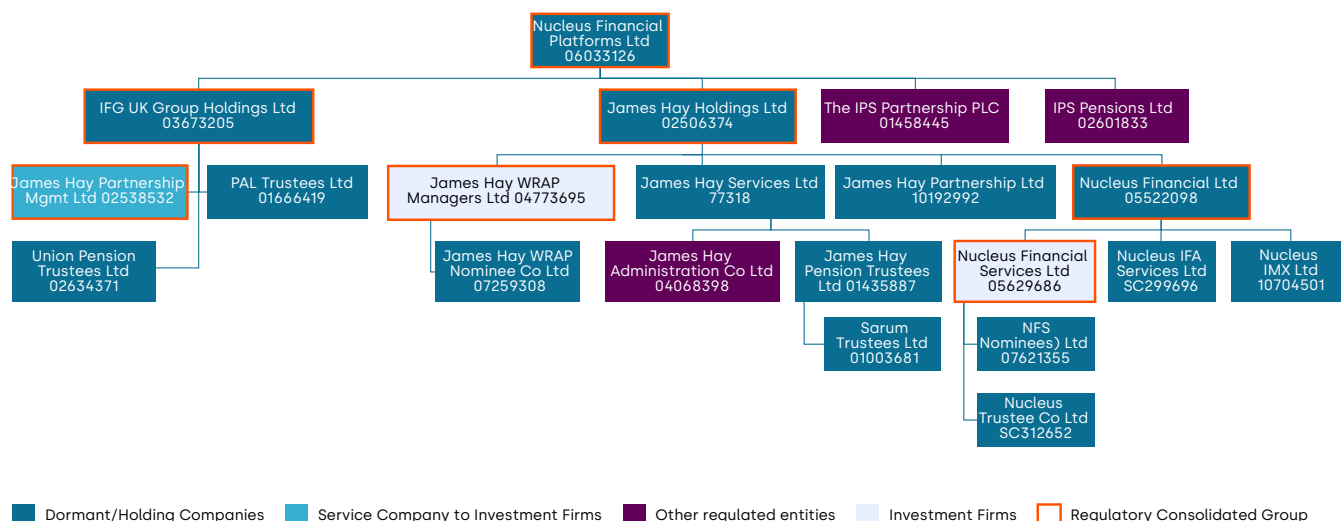 Nucleus Financial
Platforms Ltd
06033126
IFG UK Group Holdings Ltd
03673205
James Hay Holdings Ltd
02506374
The IPS Partnership PLC
01458445
IPS Pensions Ltd
02601833
James Hay Partnership
Mgmt Ltd 02538532
PAL Trustees Ltd
01666419
James Hay WRAP
Managers Ltd 04773695
James Hay Services Ltd
77318
James Hay Partnership Ltd
10192992
Nucleus Financial Ltd
05522098
Union Pension
Trustees Ltd
02634371
James Hay WRAP
Nominee Co Ltd
07259308
James Hay
Administration Co Ltd
04068398
James Hay
Pension Trustees
Ltd 01435887
Nucleus Financial
Services Ltd
05629686
Nucleus IFA
Services Ltd
SC299696
Nucleus
IMX Ltd
10704501
Sarum
Trustees Ltd
01003681
NFS
Nominees) Ltd
07621355
Nucleus
Trustee Co Ltd
SC312652
Dormant/Holding Companies
Service Company to Investment Firms
Other regulated entities
Investment Firms
Regulatory Consolidated Group